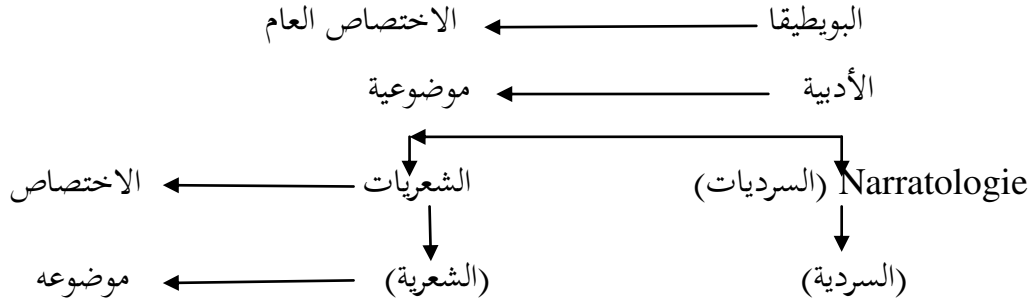 البويطيقا الاختصاص العام
الأدبية موضوعية
Narratologie (السرديات) الشعريات الاختصاص
(السردية) (الشعرية) موضوعه